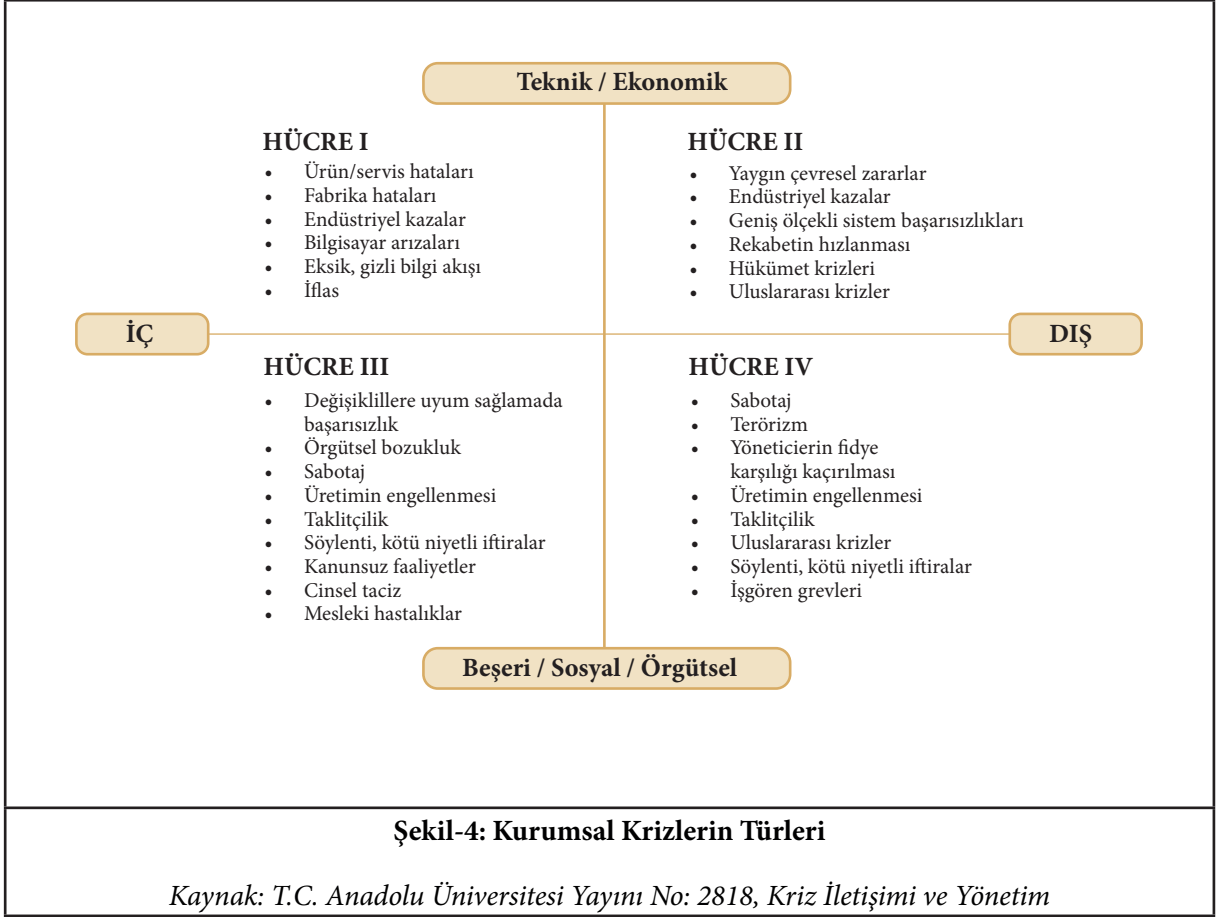 Teknik / Ekonomik
HÜCRE I
• Ürün/servis hataları
• Fabrika hataları
• Endüstriyel kazalar
• Bilgisayar arızaları
• Eksik, gizli bilgi akışı
• İflas
HÜCRE II
• Yaygın çevresel zararlar
• Endüstriyel kazalar
• Geniş ölçekli sistem başarısızlıkları
• Rekabetin hızlanması
• Hükümet krizleri
• Uluslararası krizler
İÇ
DIŞ
HÜCRE III
• Değişiklillere uyum sağlamada
başarısızlık
• Örgütsel bozukluk
• Sabotaj
• Üretimin engellenmesi
• Taklitçilik
• Söylenti, kötü niyetli iftiralar
• Kanunsuz faaliyetler
• Cinsel taciz
• Mesleki hastalıklar
HÜCRE IV
• Sabotaj
• Terörizm
• Yöneticierin fidye
karşılığı kaçırılması
• Üretimin engellenmesi
• Taklitçilik
• Uluslararası krizler
• Söylenti, kötü niyetli iftiralar
• İşgören grevleri
Beşeri / Sosyal / Örgütsel
Şekil-4: Kurumsal Krizlerin Türleri
Kaynak: T.C. Anadolu Üniversitesi Yayını No: 2818, Kriz İletişimi ve Yönetim